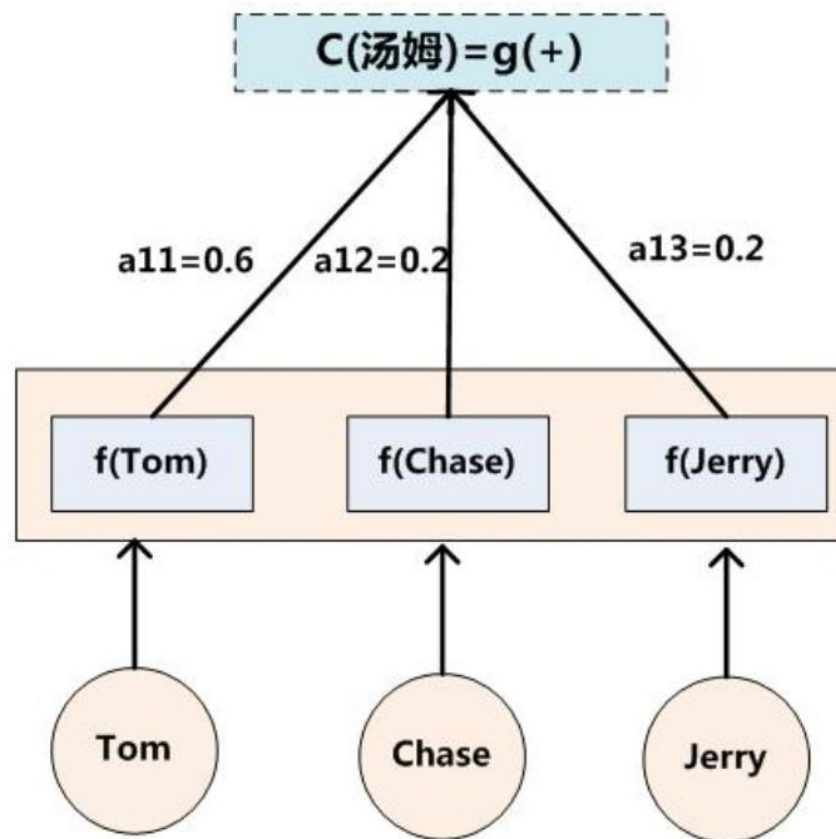 C(汤姆)=g(+)
a11=0.6
a12=0.2
a13=0.2
f(Tom)
f(Chase)
f(Jerry)
Tom
Chase
Jerry